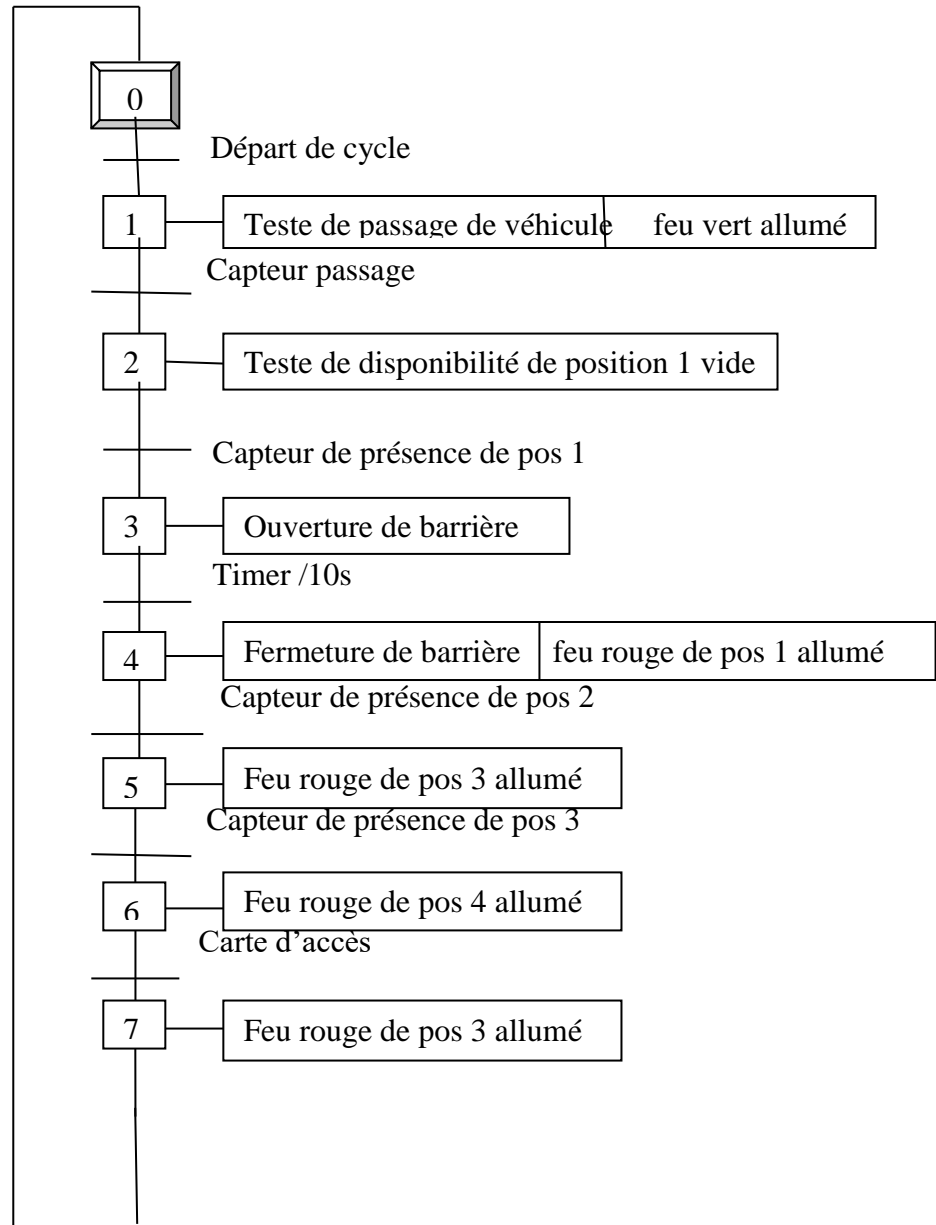 0
Départ de cycle
1
Teste de passage de véhicule feu vert allumé
Capteur passage
2
Teste de disponibilité de position 1 vide
Capteur de présence de pos 1
3
Ouverture de barrière
Timer /10s
4
Fermeture de barrière feu rouge de pos 1 allumé
Capteur de présence de pos 2
5
Feu rouge de pos 3 allumé
Capteur de présence de pos 3
6
Feu rouge de pos 4 allumé
Carte d’accès
7
Feu rouge de pos 3 allumé